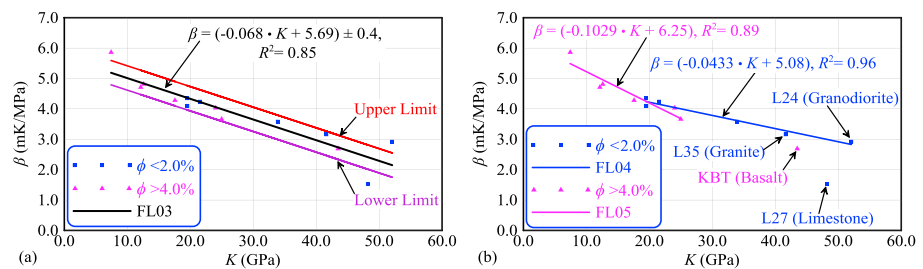 7.0
6.0
5.0
4.0
3.0
2.0
1.0
0.0
β (mK/MPa)
β = (-0.068 • K + 5.69) ± 0.4,
R²= 0.85
Upper Limit
Lower Limit
ϕ <2.0%
ϕ >4.0%
FL03
0.0 10.0 20.0 30.0 40.0 50.0 60.0
(a) K (GPa)
7.0
6.0
5.0
4.0
3.0
2.0
1.0
0.0
β (mK/MPa)
β = (-0.1029 • K + 6.25), R²= 0.89
β = (-0.0433 • K + 5.08), R²= 0.96
L24 (Granodiorite)
L35 (Granite)
KBT (Basalt)
L27 (Limestone)
ϕ <2.0%
FL04
ϕ >4.0%
FL05
0.0 10.0 20.0 30.0 40.0 50.0 60.0
(b) K (GPa)